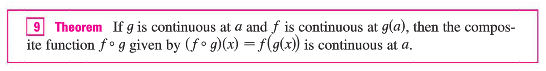 9 Theorem If g is continuous at a and f is continuous at g(a), then the compos-
ite function f ∘ g given by (f ∘ g)(x) = f(g(x)) is continuous at a.